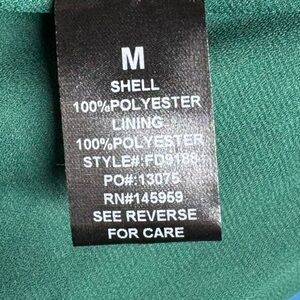 M
SHELL
100%POLYESTER
LINING
100%POLYESTER
STYLE#:FD9188
PO#:13075
RN#145959
SEE REVERSE
FOR CARE